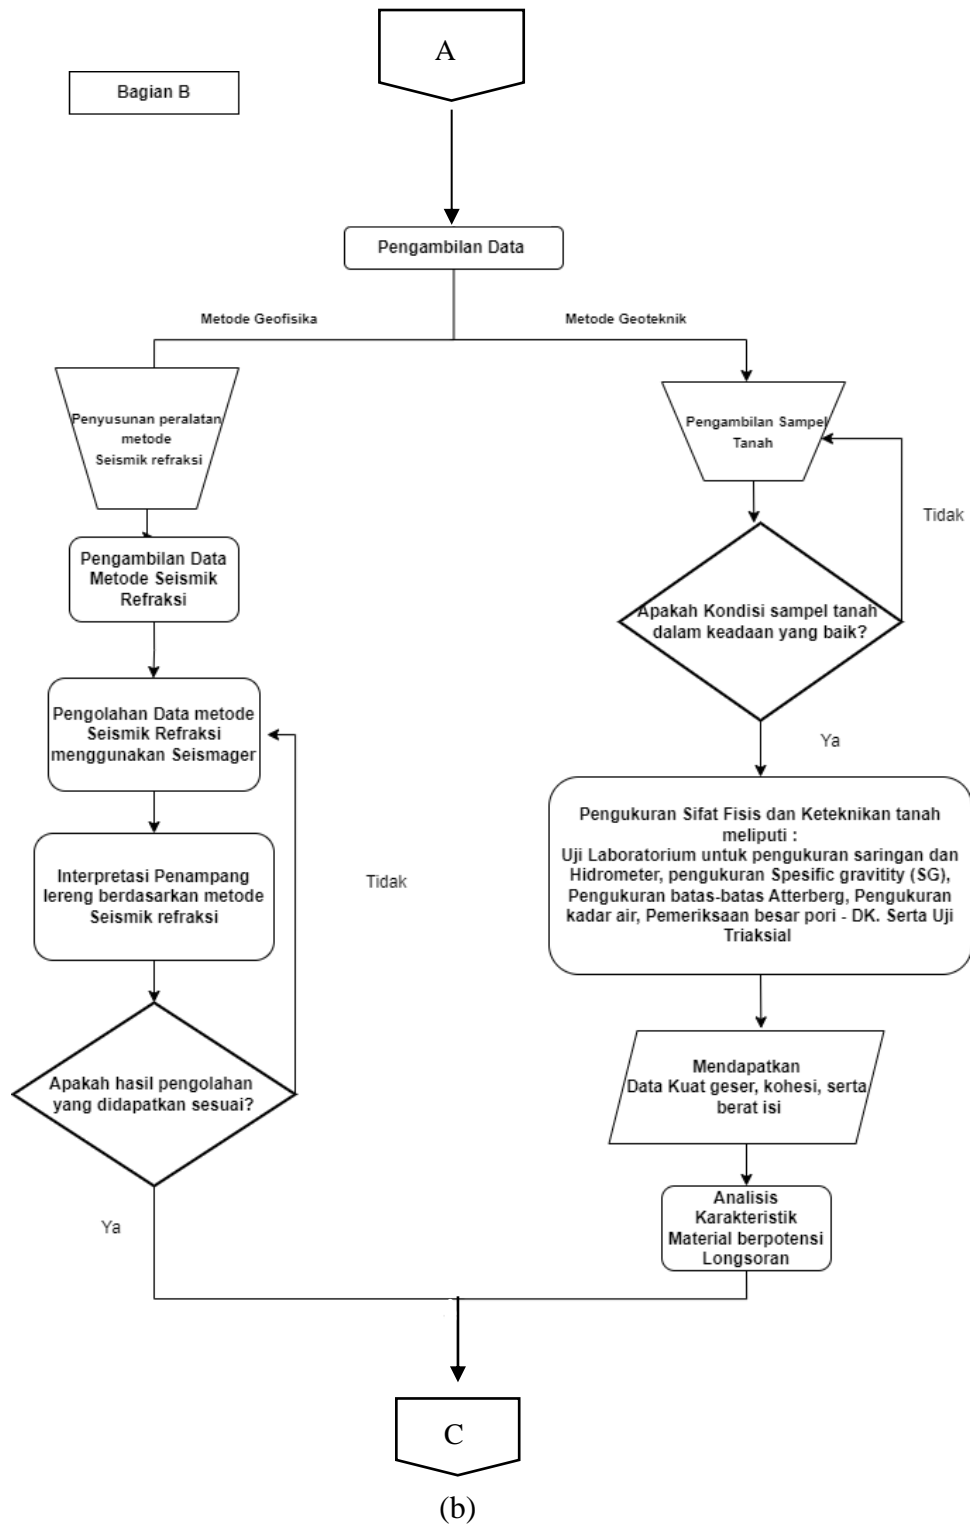 A
Bagian B
Pengambilan Data
Metode Geofisika
Metode Geoteknik
Penyusunan peralatan
metode
Seismik refraksi
Pengambilan Data
Metode Seismik
Refraksi
Pengolahan Data metode
Seismik Refraksi
menggunakan Seismager
Interpretasi Penampang
lereng berdasarkan metode
Seismik refraksi
Tidak
Apakah hasil pengolahan
yang didapatkan sesuai?
Ya
Pengambilan Sampel
Tanah
Tidak
Apakah Kondisi sampel tanah
dalam keadaan yang baik?
Ya
Pengukuran Sifat Fisis dan Keteknikan tanah
meliputi :
Uji Laboratorium untuk pengukuran saringan dan
Hidrometer, pengukuran Spesific gravitity (SG),
Pengukuran batas-batas Atterberg, Pengukuran
kadar air, Pemeriksaan besar pori - DK. Serta Uji
Triaksial
Mendapatkan
Data Kuat geser, kohesi, serta
berat isi
Analisis
Karakteristik
Material berpotensi
Longsoran
C
(b)